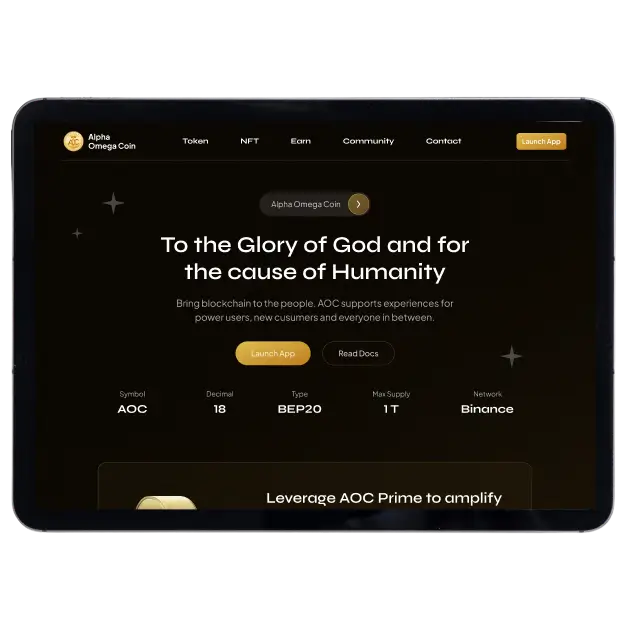 Alpha
Omega Coin
Token
NFT
Earn
Community
Contact
Launch App
Alpha Omega Coin
To the Glory of God and for
the cause of Humanity
Bring blockchain to the people. AOC supports experiences for
power users, new cusumers and everyone in between.
Launch App
Read Docs
Symbol
AOC
Decimal
18
Type
BEP20
Max Supply
1 T
Network
Binance
Leverage AOC Prime to amplify